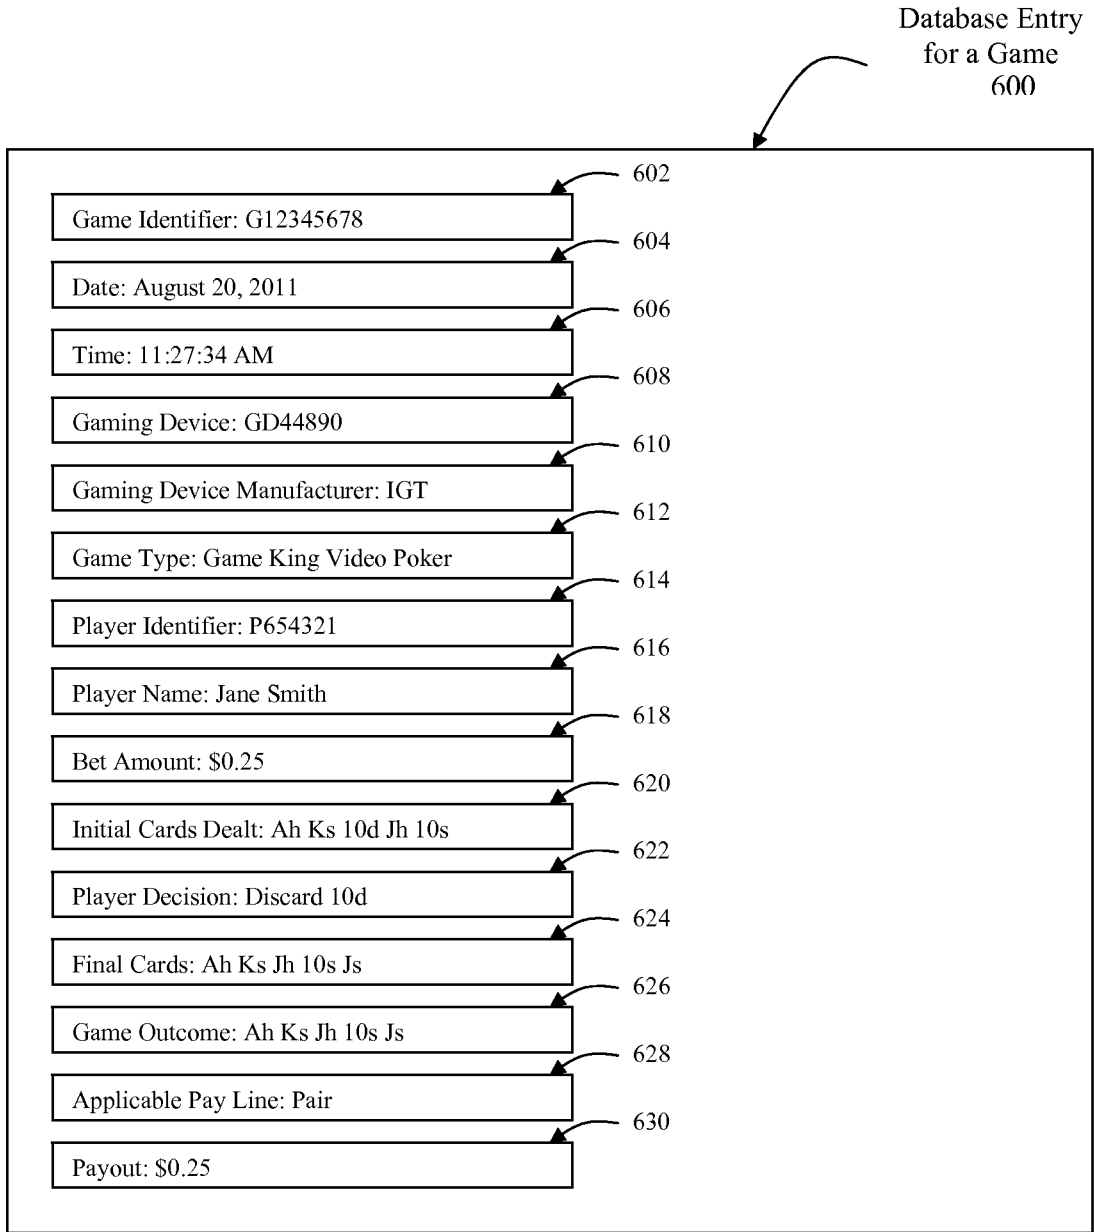 Database Entry
for a Game
600
602
Game Identifier: G12345678
604
Date: August 20, 2011
606
Time: 11:27:34 AM
608
Gaming Device: GD44890
610
Gaming Device Manufacturer: IGT
612
Game Type: Game King Video Poker
614
Player Identifier: P654321
616
Player Name: Jane Smith
618
Bet Amount: $0.25
620
Initial Cards Dealt: Ah Ks 10d Jh 10s
622
Player Decision: Discard 10d
624
Final Cards: Ah Ks Jh 10s Js
626
Game Outcome: Ah Ks Jh 10s Js
628
Applicable Pay Line: Pair
630
Payout: $0.25